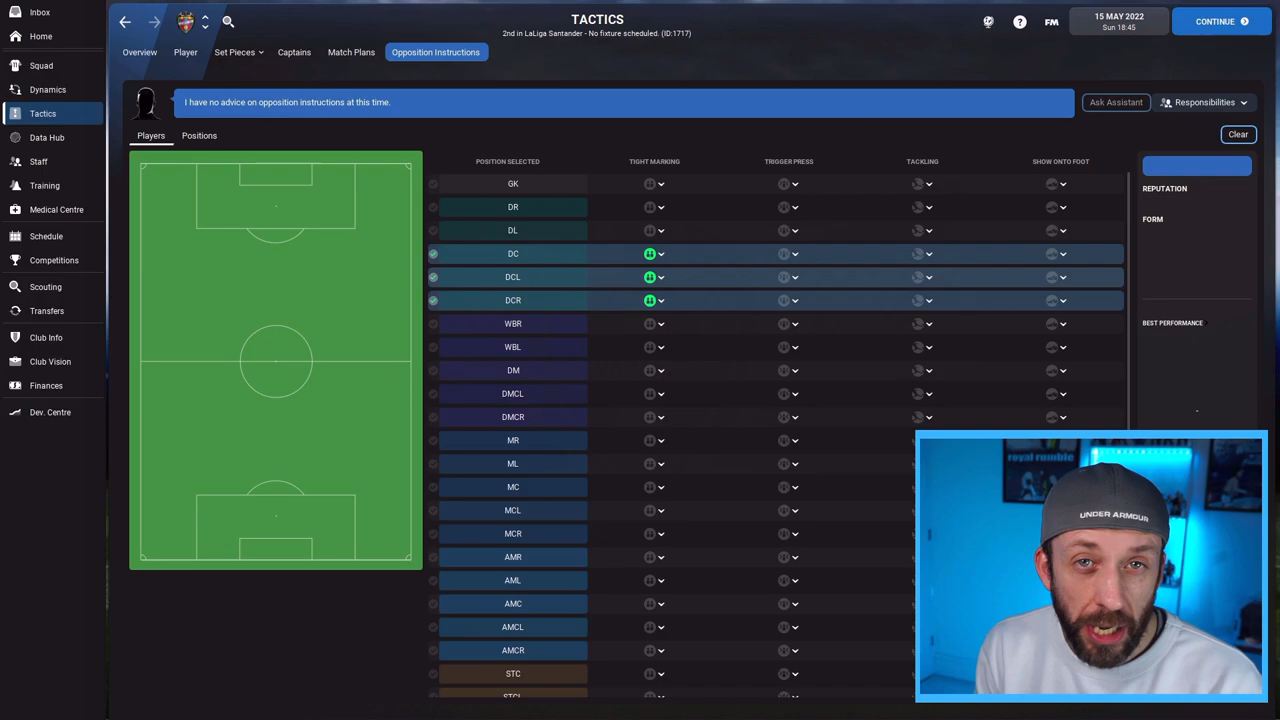 Inbox
Home
Squad
Dynamics
Tactics
Data Hub
Staff
Training
Medical Centre
Schedule
Competitions
Scouting
Transfers
Club Info
Club Vision
Finances
Dev. Centre
TACTICS
2nd in LaLiga Santander - No fixture scheduled. (ID:1717)
?
FM
15 MAY 2022
Sun 18:45
CONTINUE
Overview
Player
Set Pieces
Captains
Match Plans
Opposition Instructions
I have no advice on opposition instructions at this time.
Ask Assistant
Responsibilities
Players
Positions
Clear
POSITION SELECTED
TIGHT MARKING
TRIGGER PRESS
TACKLING
SHOW ONTO FOOT
GK
DR
DL
DC
DCL
DCR
WBR
WBL
DM
DMCL
DMCR
MR
ML
MC
MCL
MCR
AMR
AML
AMC
AMCL
AMCR
STC
STCL
REPUTATION
FORM
BEST PERFORMANCE
-
royal rumble
UNDER ARMOUR